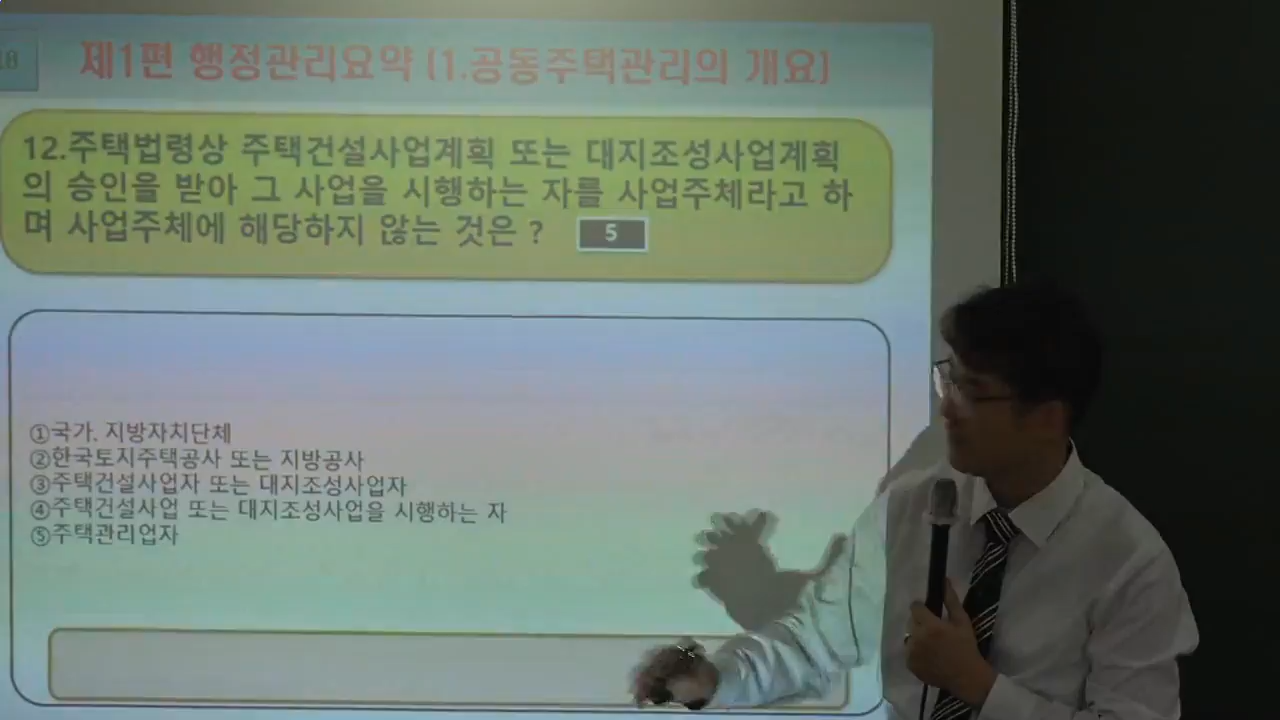 18
제1편 행정관리요약 (1.공동주택관리의 개요)
12.주택법령상 주택건설사업계획 또는 대지조성사업계획
의 승인을 받아 그 사업을 시행하는 자를 사업주체라고 하
며 사업주체에 해당하지 않는 것은 ? 5
①국가. 지방자치단체
②한국토지주택공사 또는 지방공사
③주택건설사업자 또는 대지조성사업자
④주택건설사업 또는 대지조성사업을 시행하는 자
⑤주택관리업자